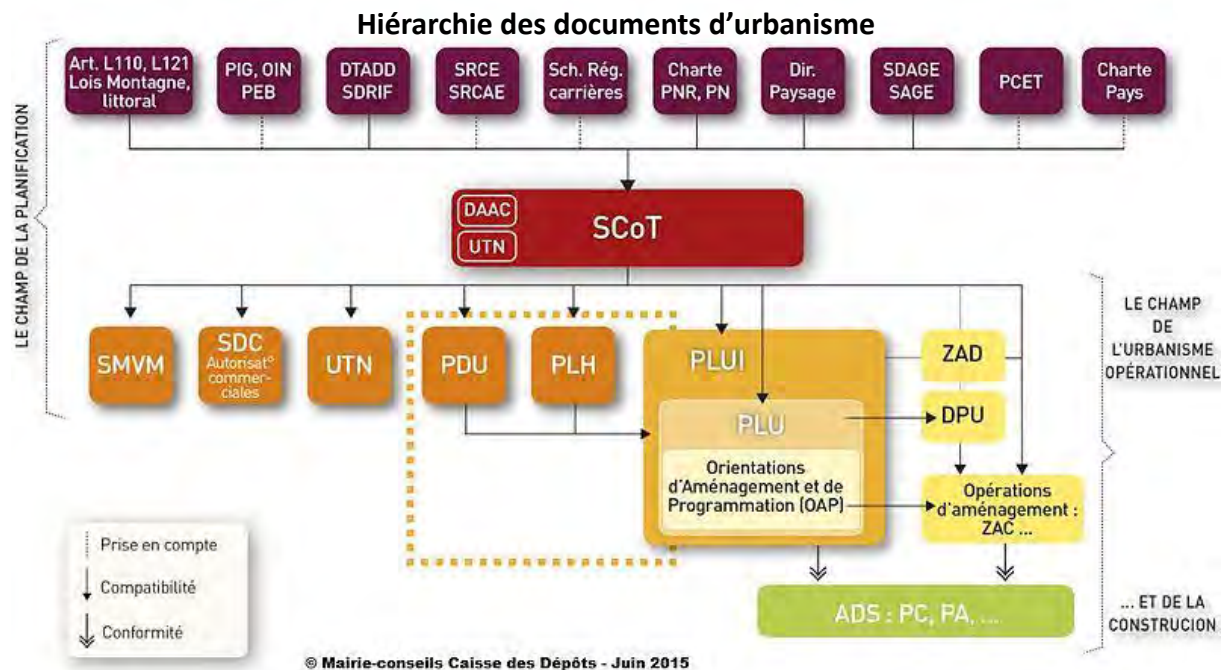 Hiérarchie des documents d’urbanisme
Art. L110, L121
Lois Montagne,
littoral
PIG, OIN
PEB
DTADD
SDRIF
SRCE
SRCAE
Sch. Rég.
carrières
Charte
PNR, PN
Dir.
Paysage
SDAGE
SAGE
PCET
Charte
Pays
LE CHAMP DE LA PLANIFICATION
DAAC
UTN
SCoT
SMVM
SDC
Autorisat°
commer-
ciales
UTN
PDU
PLH
PLUI
PLU
Orientations
d'Aménagement et de
Programmation (OAP)
ZAD
DPU
Opérations
d'aménagement :
ZAC ...
LE CHAMP
DE
L'URBANISME
OPÉRATIONNEL
ADS : PC, PA, ...
... ET DE LA
CONSTRUCION
Prise en compte
Compatibilité
Conformité
© Mairie-conseils Caisse des Dépôts - Juin 2015